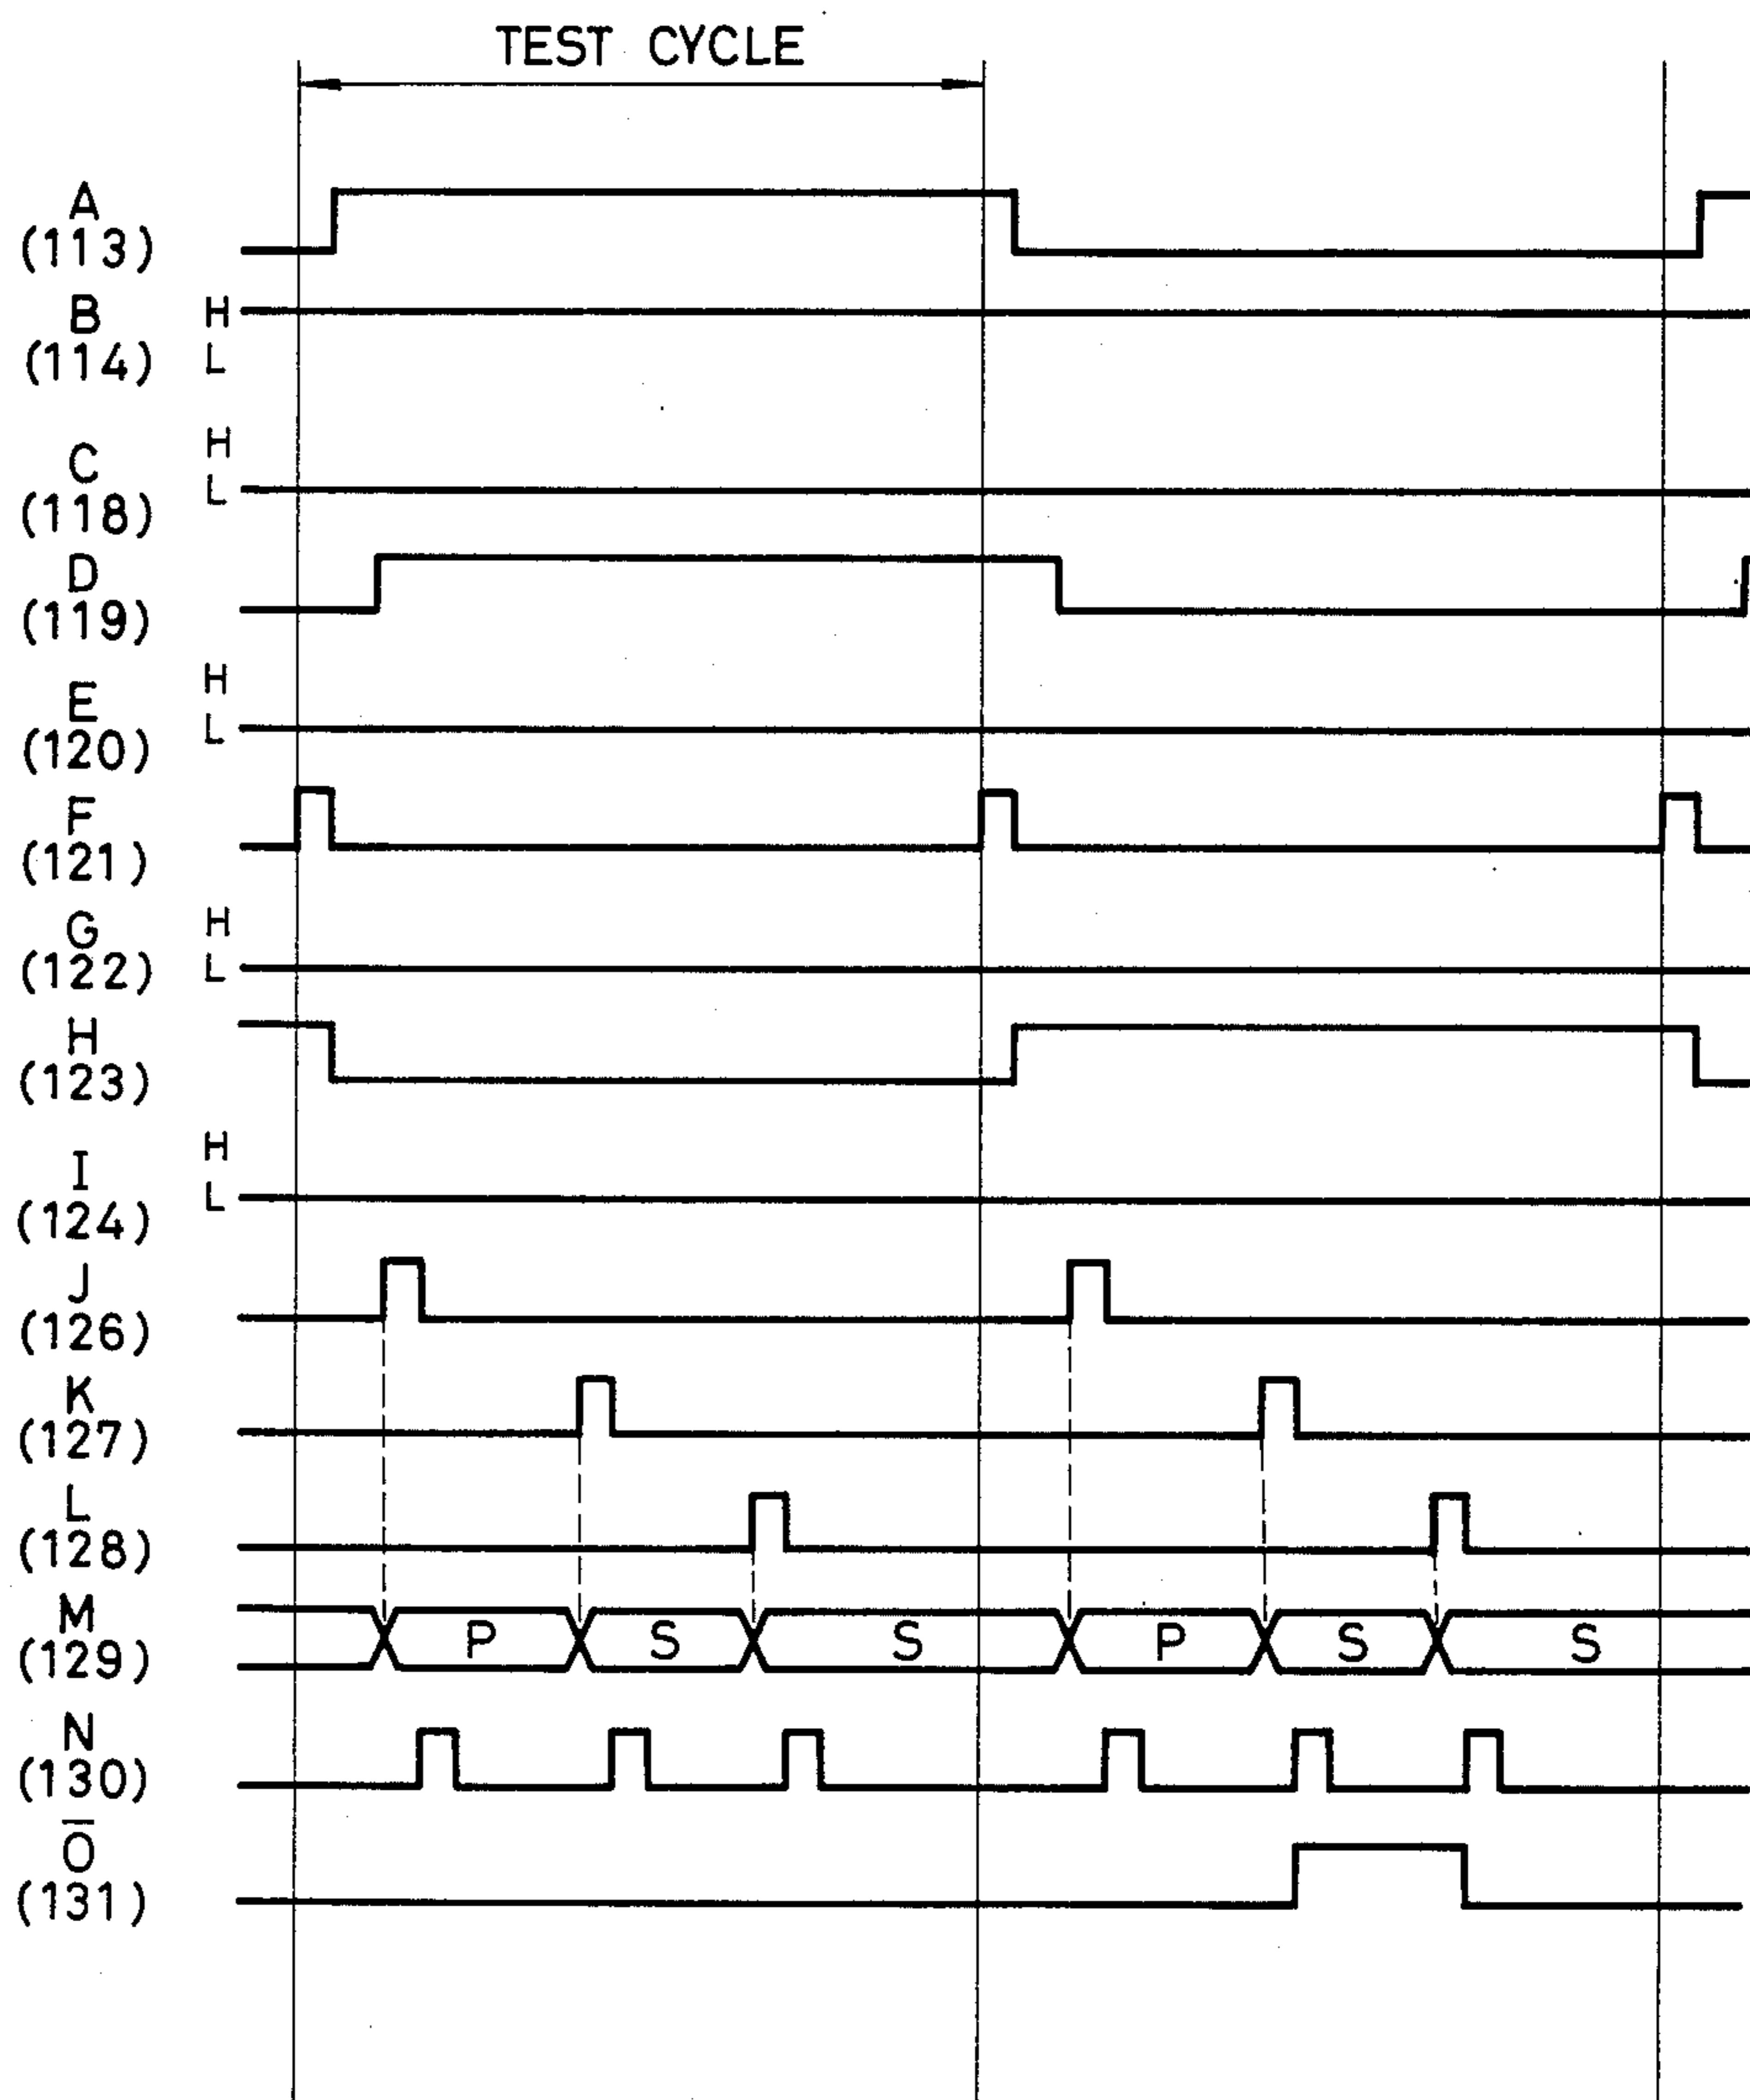 TEST CYCLE
A
(113)
B H
(114) L
H
C
(118) L
D
(119)
H
E
(120) L
F
(121)
G H
(122) L
H
(123)
H
I
(124) L
J
(126)
K
(127)
L
(128)
M
(129)
P S S P S S
N
(130)
O̅
(131)